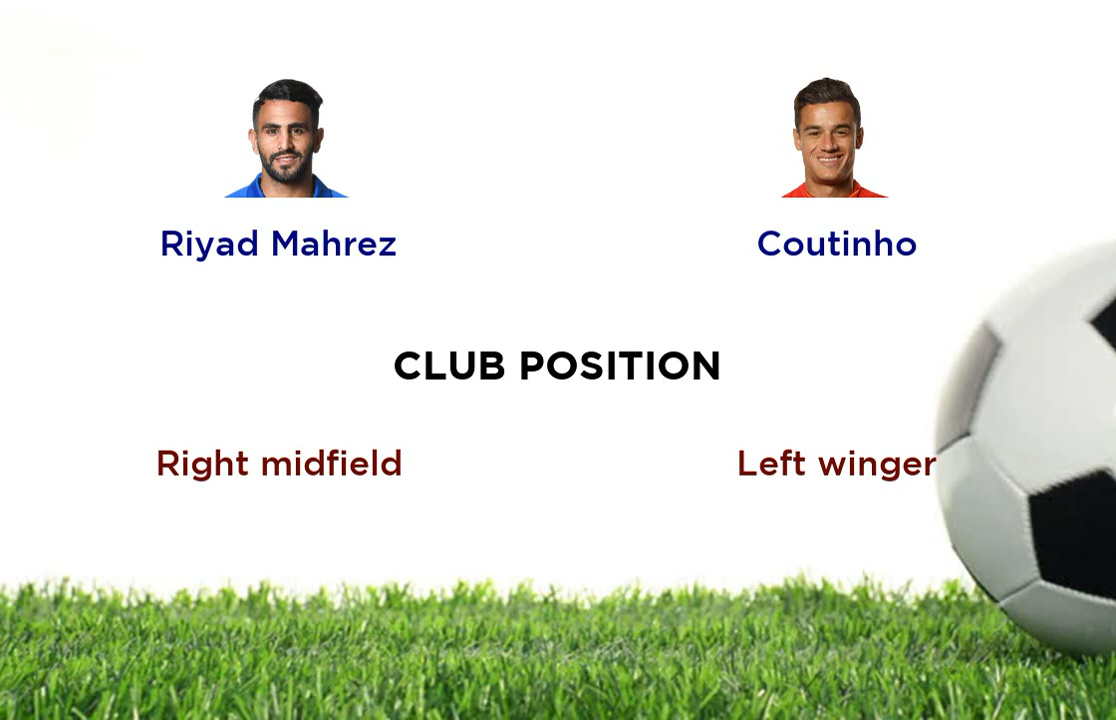 Riyad Mahrez
Coutinho
CLUB POSITION
Right midfield
Left winger